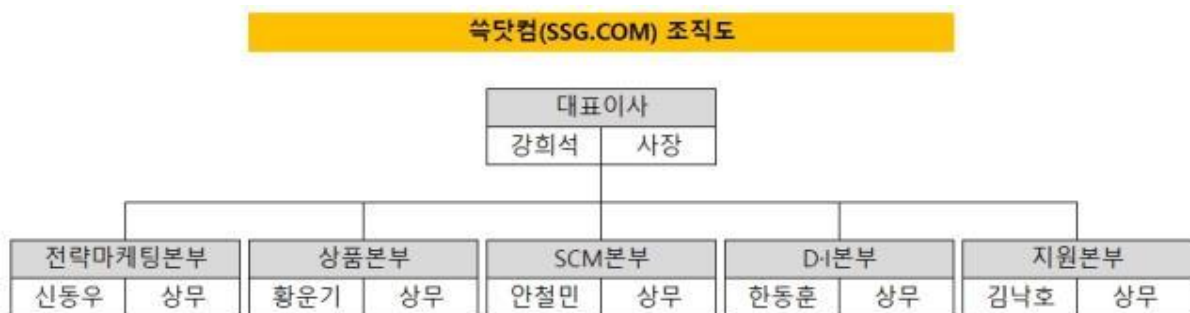 쓱닷컴(SSG.COM) 조직도
대표이사
강희석 사장
전략마케팅본부 상품본부 SCM본부 D·I본부 지원본부
신동우 상무 황운기 상무 안철민 상무 한동훈 상무 김낙호 상무